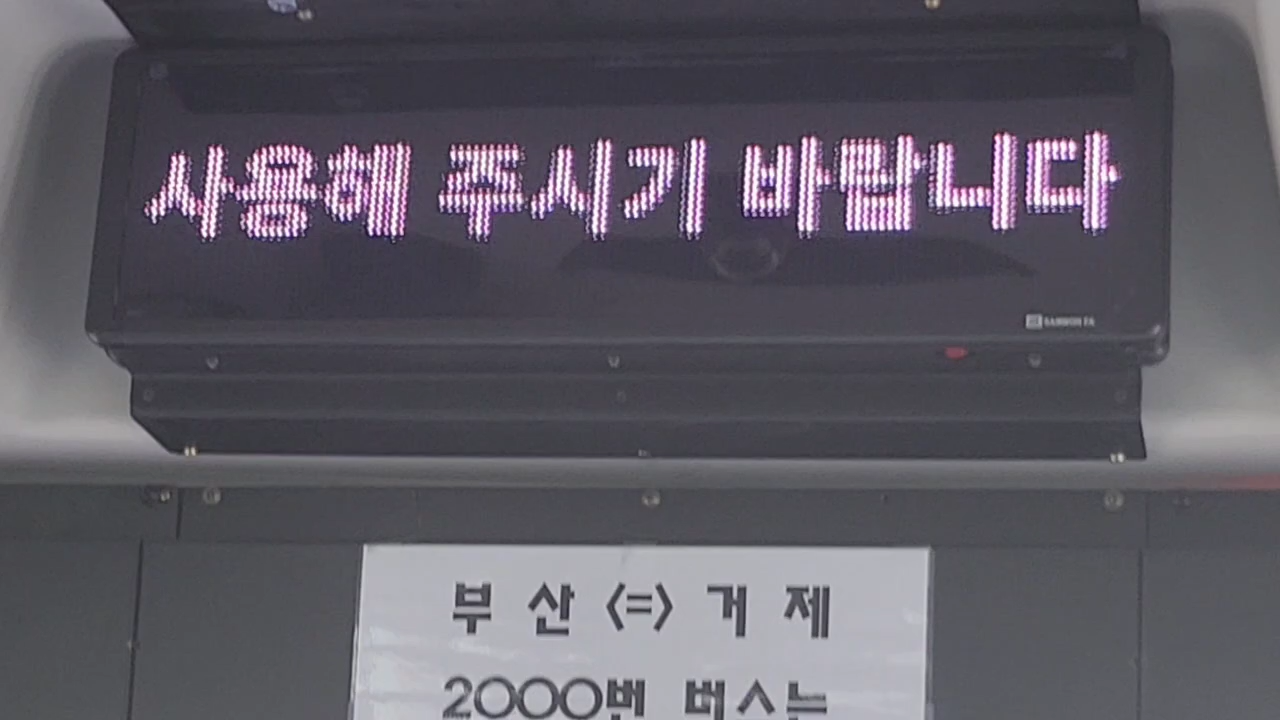 사용해 주시기 바랍니다
부 산 <=> 거 제
2000번 버스는